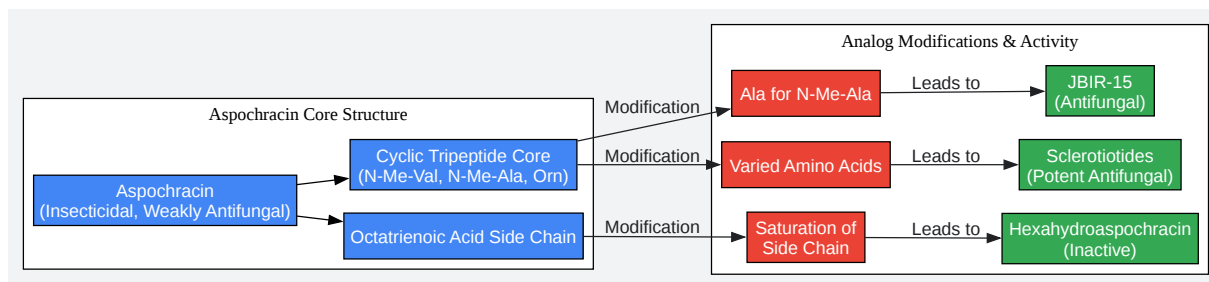 Aspochracin Core Structure
Aspochracin
(Insecticidal, Weakly Antifungal)
Cyclic Tripeptide Core
(N-Me-Val, N-Me-Ala, Orn)
Octatrienoic Acid Side Chain
Modification
Modification
Modification
Analog Modifications & Activity
Ala for N-Me-Ala
Leads to
JBIR-15
(Antifungal)
Varied Amino Acids
Leads to
Sclerotiotides
(Potent Antifungal)
Saturation of
Side Chain
Leads to
Hexahydroaspochracin
(Inactive)